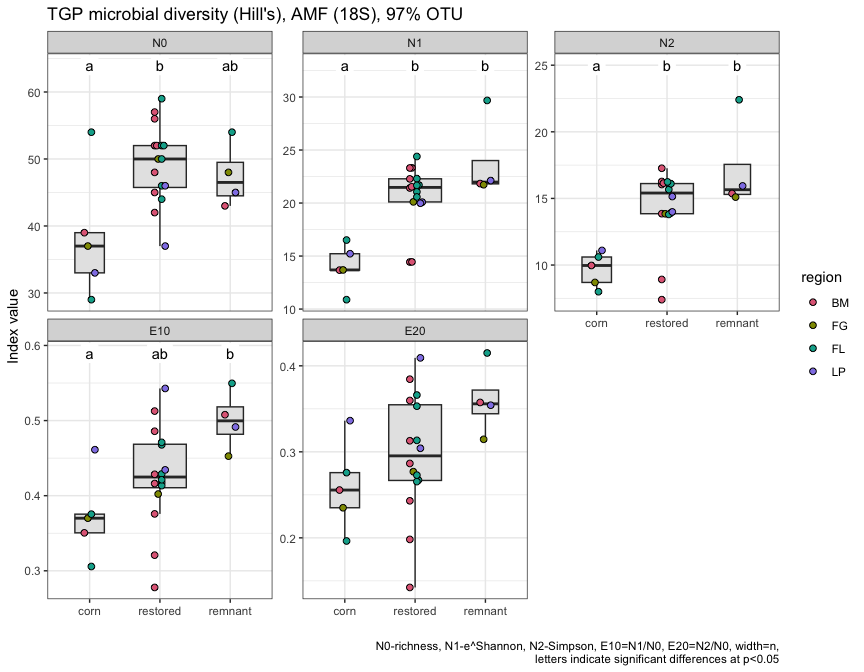 TGP microbial diversity (Hill's), AMF (18S), 97% OTU
N0
N1
N2
a b ab
a b b
a b b
60
50
40
30
30
25
20
15
10
25
20
15
10
corn restored remnant
Index value
E10
E20
a ab b
0.6
0.5
0.4
0.3
0.4
0.3
0.2
corn restored remnant
corn restored remnant
region
BM
FG
FL
LP
N0-richness, N1-e^Shannon, N2-Simpson, E10=N1/N0, E20=N2/N0, width=n,
letters indicate significant differences at p<0.05